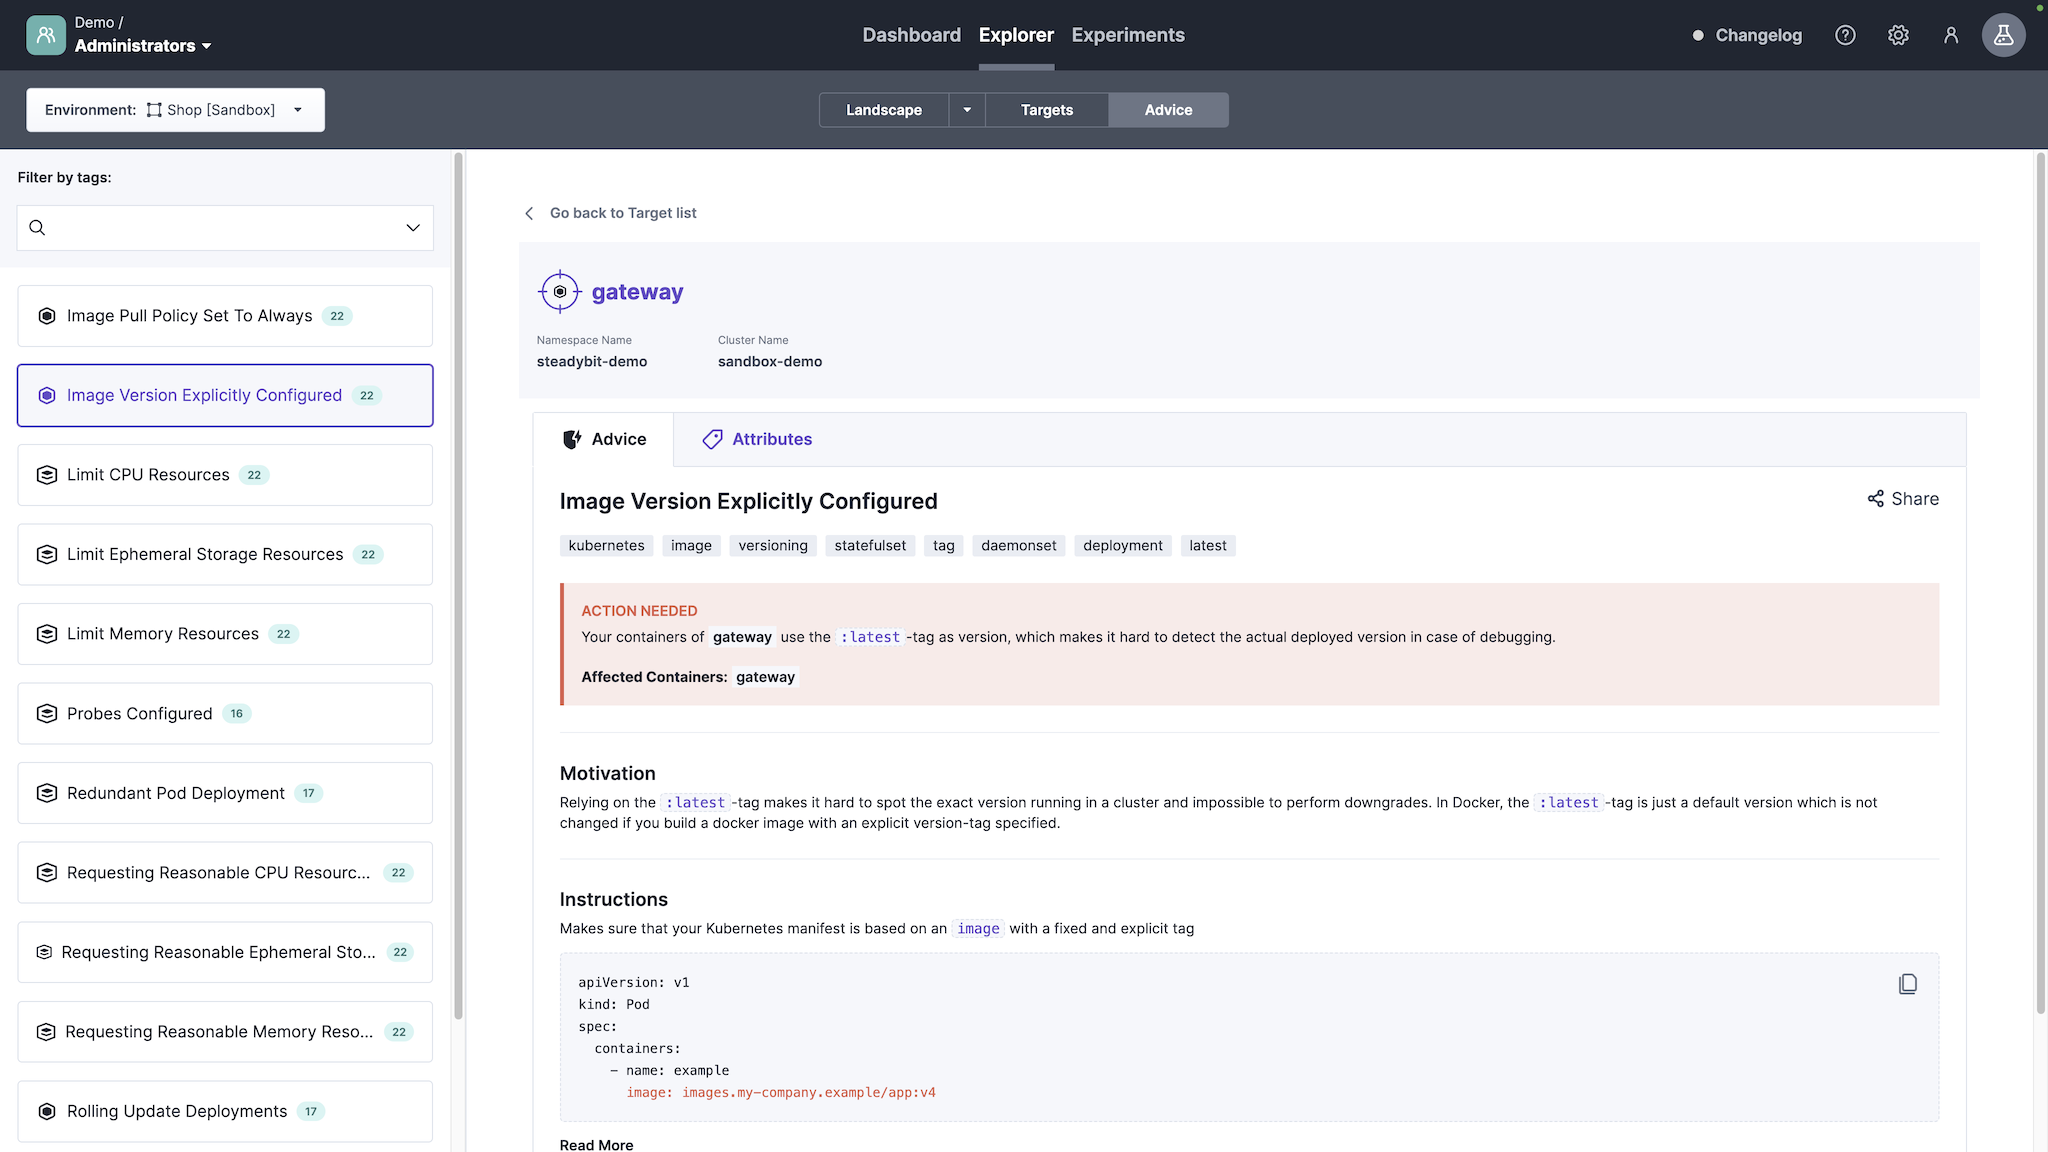 Demo /
Administrators
Dashboard
Explorer
Experiments
Changelog
Environment: Shop [Sandbox]
Landscape
Targets
Advice
Filter by tags:
Image Pull Policy Set To Always 22
Image Version Explicitly Configured 22
Limit CPU Resources 22
Limit Ephemeral Storage Resources 22
Limit Memory Resources 22
Probes Configured 16
Redundant Pod Deployment 17
Requesting Reasonable CPU Resourc... 22
Requesting Reasonable Ephemeral Sto... 22
Requesting Reasonable Memory Reso... 22
Rolling Update Deployments 17
Go back to Target list
gateway
Namespace Name
steadybit-demo
Cluster Name
sandbox-demo
Advice
Attributes
Image Version Explicitly Configured
Share
kubernetes image versioning statefulset tag daemonset deployment latest
ACTION NEEDED
Your containers of gateway use the :latest -tag as version, which makes it hard to detect the actual deployed version in case of debugging.
Affected Containers: gateway
Motivation
Relying on the :latest -tag makes it hard to spot the exact version running in a cluster and impossible to perform downgrades. In Docker, the :latest -tag is just a default version which is not
changed if you build a docker image with an explicit version-tag specified.
Instructions
Makes sure that your Kubernetes manifest is based on an image with a fixed and explicit tag
apiVersion: v1
kind: Pod
spec:
containers:
- name: example
image: images.my-company.example/app:v4
Read More